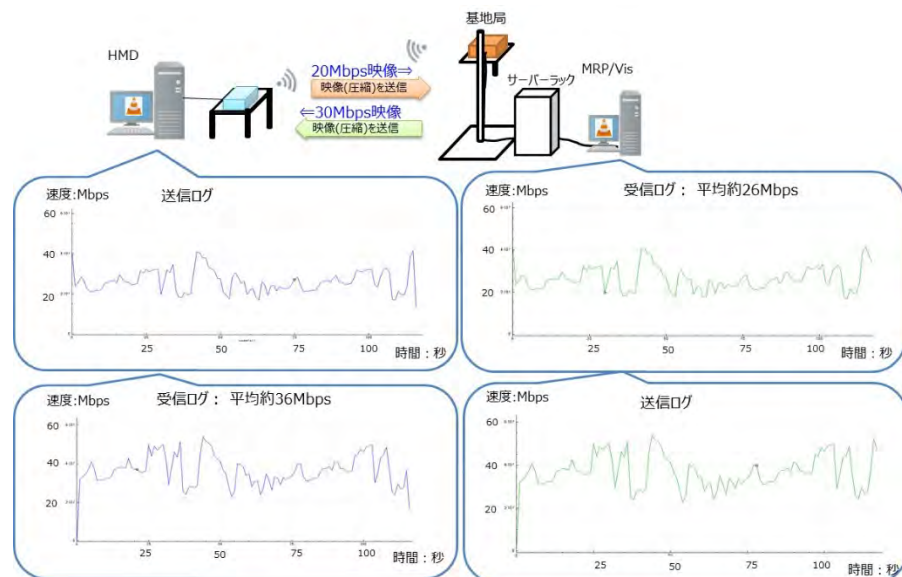 基地局
HMD
MRP/Vis
20Mbps映像⇒
サーバーラック
映像(圧縮)を送信
⇐30Mbps映像
映像(圧縮)を送信
速度:Mbps
送信ログ
60
40
20
25
50
75
100
時間：秒
速度:Mbps
受信ログ： 平均約26Mbps
60
40
20
25
50
75
100
時間：秒
速度:Mbps
受信ログ： 平均約36Mbps
60
40
20
25
50
75
100
時間：秒
速度:Mbps
送信ログ
60
40
20
25
50
75
100
時間：秒